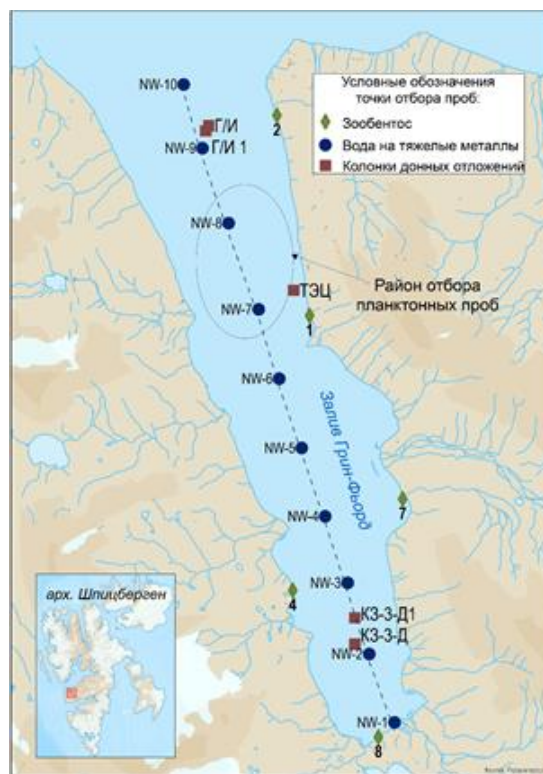 Условные обозначения
точки отбора проб:
Зообентос
Вода на тяжелые металлы
Колонки донных отложений
NW-10
Г/И
2
NW-9
Г/И 1
NW-8
Район отбора
планктонных проб
ТЭЦ
NW-7
1
NW-6
Залив Грин-Фьорд
NW-5
7
NW-4
NW-3
4
КЗ-3-Д1
КЗ-3-Д
NW-2
NW-1
8
арх. Шпицберген